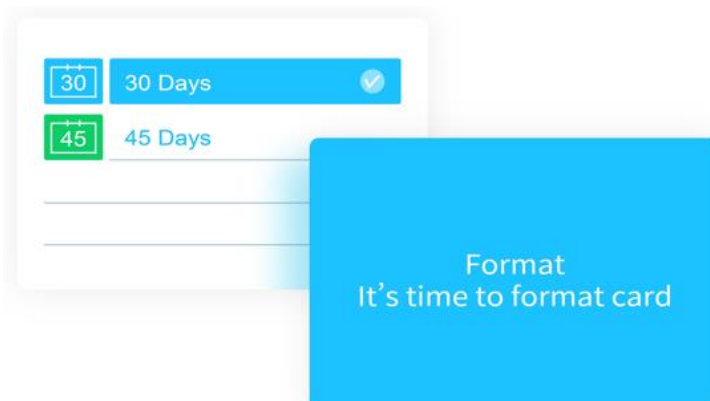 30
30 Days
45
45 Days
Format
It's time to format card